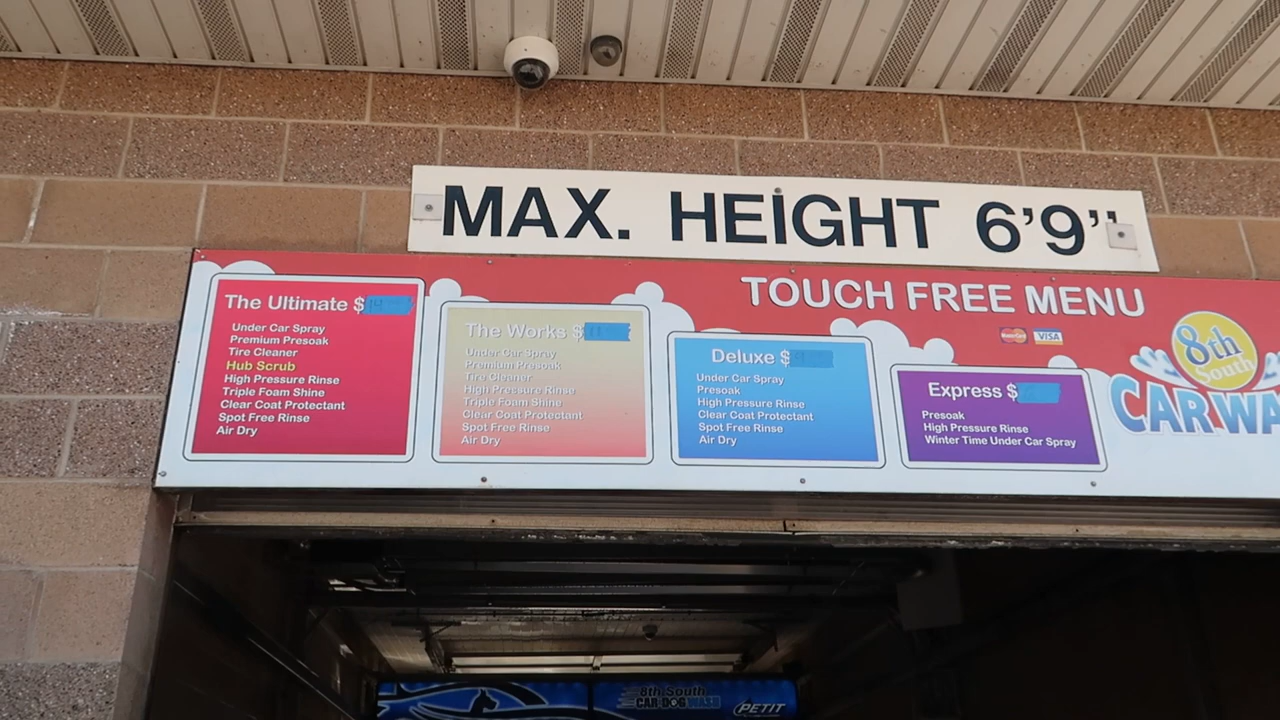 MAX. HEIGHT 6'9"
TOUCH FREE MENU
MasterCard VISA
8th
South
CAR WA
The Ultimate $14
Under Car Spray
Premium Presoak
Tire Cleaner
Hub Scrub
High Pressure Rinse
Triple Foam Shine
Clear Coat Protectant
Spot Free Rinse
Air Dry
The Works $
Under Car Spray
Premium Presoak
Tire Cleaner
High Pressure Rinse
Triple Foam Shine
Clear Coat Protectant
Spot Free Rinse
Air Dry
Deluxe $
Under Car Spray
Presoak
High Pressure Rinse
Clear Coat Protectant
Spot Free Rinse
Air Dry
Express $
Presoak
High Pressure Rinse
Winter Time Under Car Spray
8th South
CAR DOG WASH
PETIT